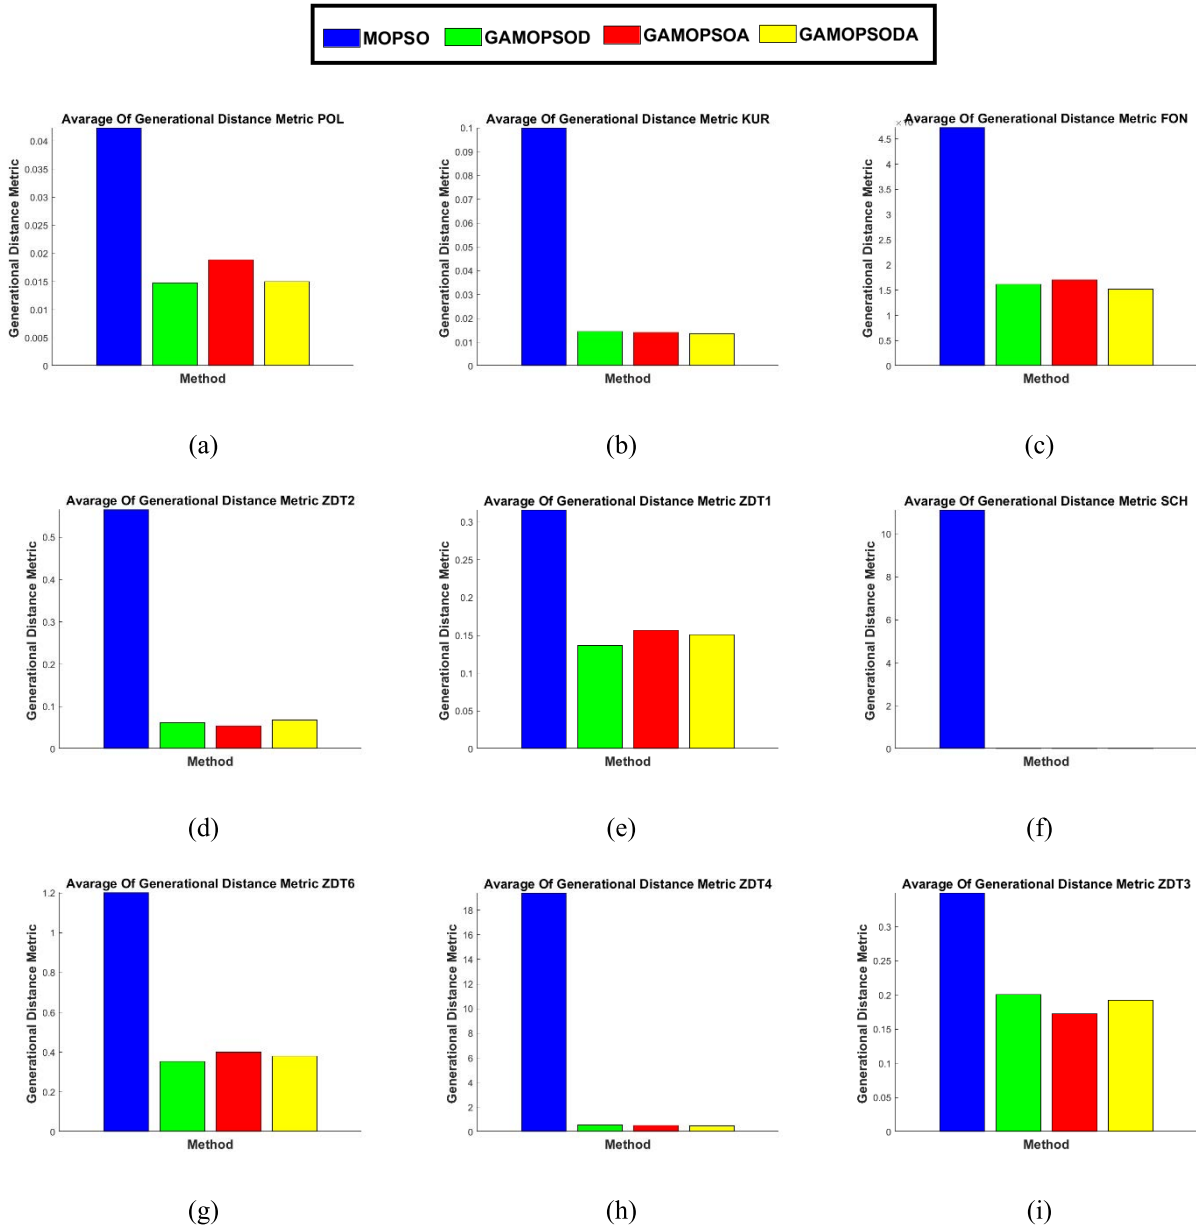 MOPSO GAMOPSOD GAMOPSOA GAMOPSODA
Avarage Of Generational Distance Metric POL
Generational Distance Metric
0.04
0.035
0.03
0.025
0.02
0.015
0.01
0.005
0
Method
(a)
Avarage Of Generational Distance Metric KUR
Generational Distance Metric
0.1
0.09
0.08
0.07
0.06
0.05
0.04
0.03
0.02
0.01
0
Method
(b)
Avarage Of Generational Distance Metric FON
Generational Distance Metric
4.5
4
3.5
3
2.5
2
1.5
1
0.5
0
Method
(c)
Avarage Of Generational Distance Metric ZDT2
Generational Distance Metric
0.5
0.4
0.3
0.2
0.1
0
Method
(d)
Avarage Of Generational Distance Metric ZDT1
Generational Distance Metric
0.3
0.25
0.2
0.15
0.1
0.05
0
Method
(e)
Avarage Of Generational Distance Metric SCH
Generational Distance Metric
10
8
6
4
2
0
Method
(f)
Avarage Of Generational Distance Metric ZDT6
Generational Distance Metric
1.2
1
0.8
0.6
0.4
0.2
0
Method
(g)
Avarage Of Generational Distance Metric ZDT4
Generational Distance Metric
18
16
14
12
10
8
6
4
2
0
Method
(h)
Avarage Of Generational Distance Metric ZDT3
Generational Distance Metric
0.3
0.25
0.2
0.15
0.1
0.05
0
Method
(i)